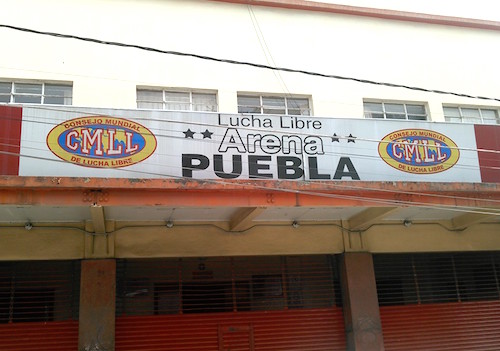 CONSEJO MUNDIAL
CMLL
DE LUCHA LIBRE
Lucha Libre
Arena
PUEBLA
CONSEJO MUNDIAL
CMLL
DE LUCHA LIBRE